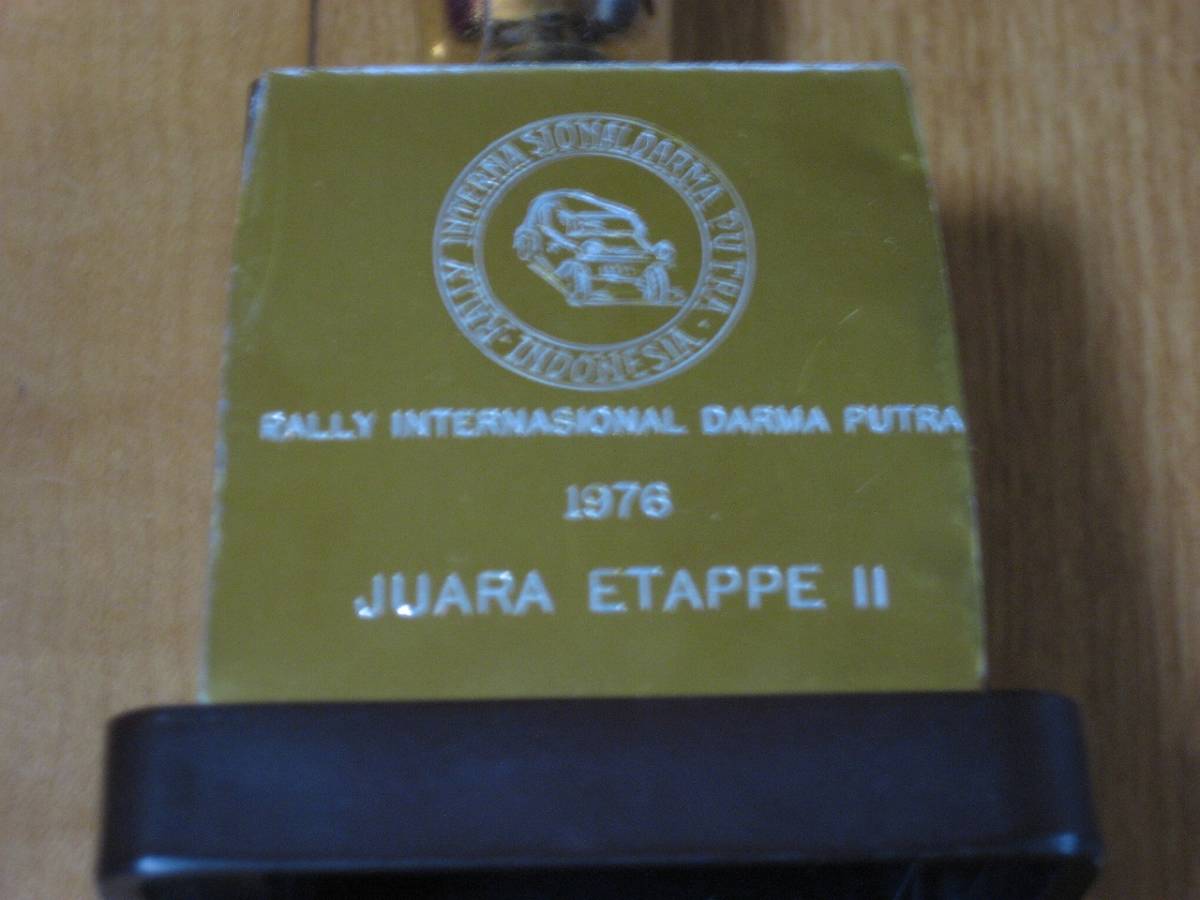 RALLY INTERNASIONAL DARMA PUTRA · INDONESIA ·
RALLY INTERNASIONAL DARMA PUTRA
1976
JUARA ETAPPE II